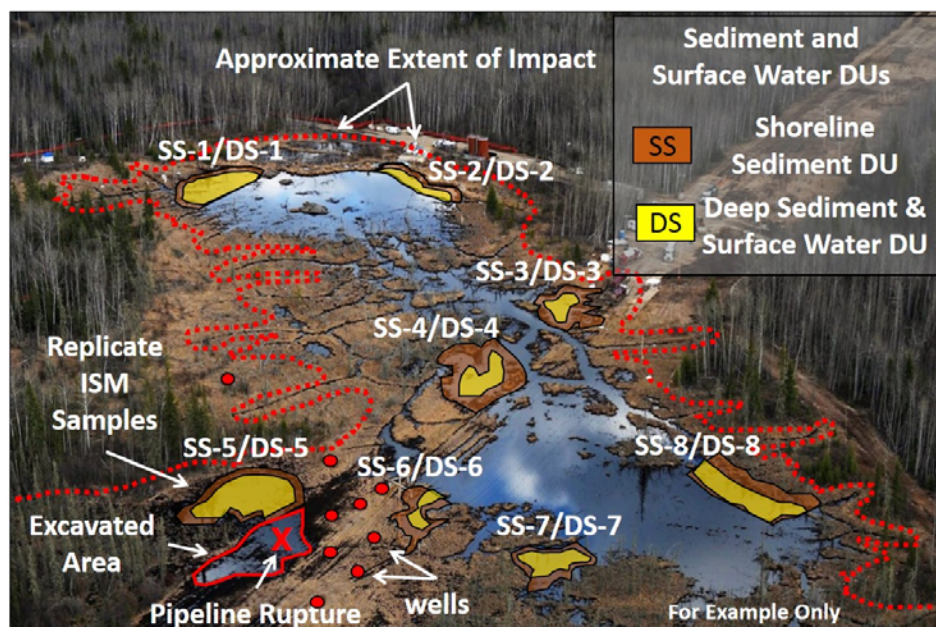 Approximate Extent of Impact
Sediment and
Surface Water DUs
SS
Shoreline
Sediment DU
DS
Deep Sediment &
Surface Water DU
SS-1/DS-1
SS-2/DS-2
SS-3/DS-3
SS-4/DS-4
Replicate
ISM
Samples
SS-5/DS-5
SS-6/DS-6
SS-8/DS-8
Excavated
Area
X
SS-7/DS-7
Pipeline Rupture
wells
For Example Only